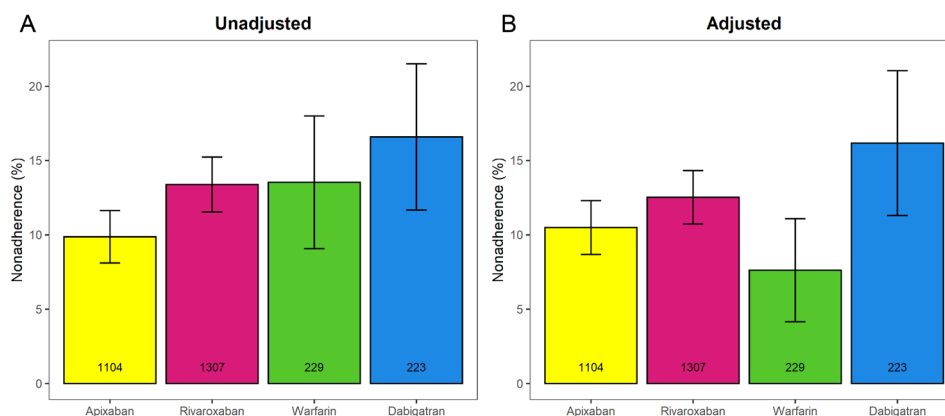 A
Unadjusted
Nonadherence (%)
20
15
10
5
0
1104
1307
229
223
Apixaban
Rivaroxaban
Warfarin
Dabigatran
B
Adjusted
Nonadherence (%)
20
15
10
5
0
1104
1307
229
223
Apixaban
Rivaroxaban
Warfarin
Dabigatran